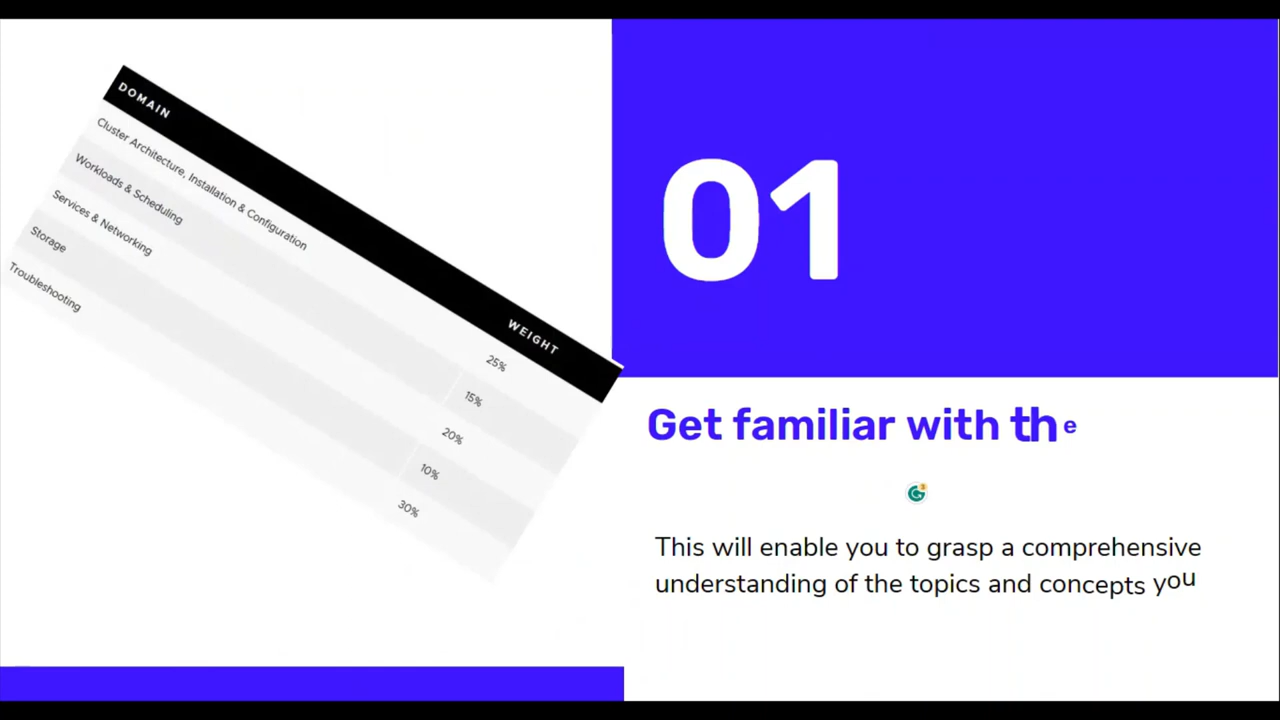 DOMAIN WEIGHT
Cluster Architecture, Installation & Configuration 25%
Workloads & Scheduling 15%
Services & Networking 20%
Storage 10%
Troubleshooting 30%
01
Get familiar with the
This will enable you to grasp a comprehensive
understanding of the topics and concepts you